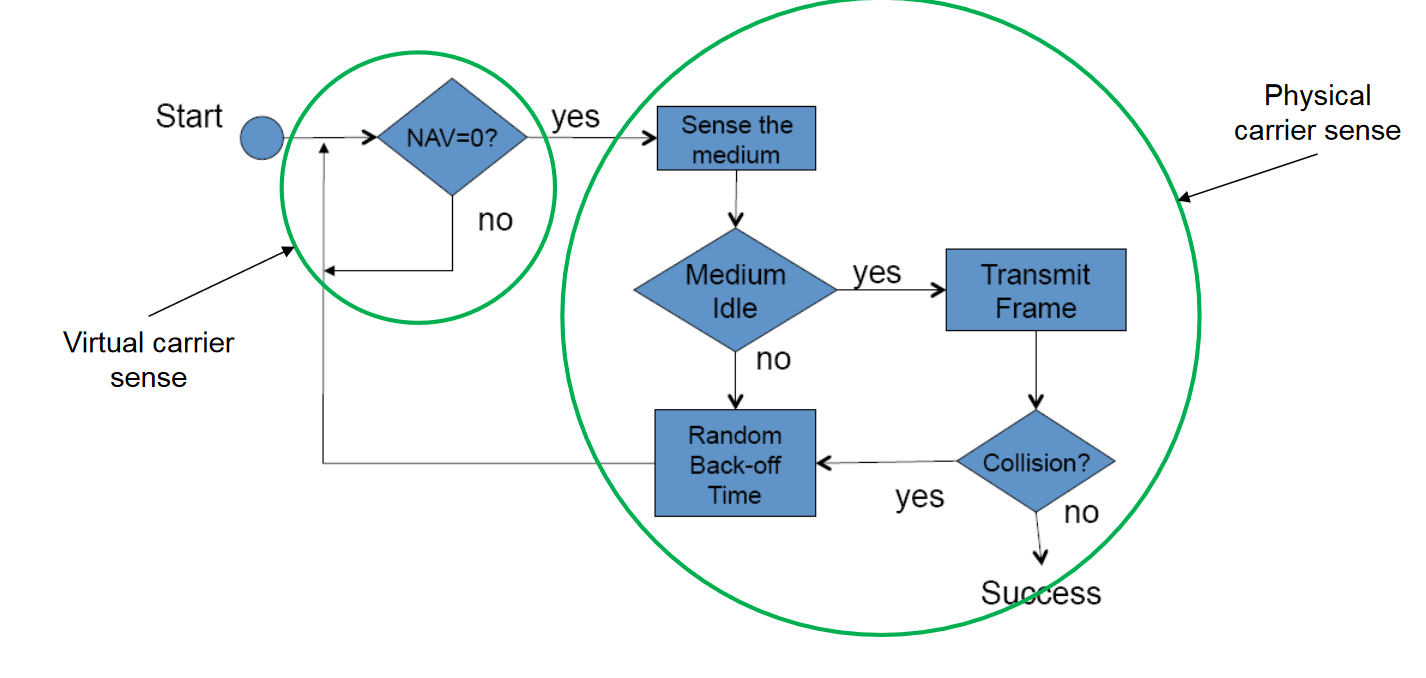 Start
NAV=0?
yes
no
Virtual carrier
sense
Sense the
medium
Physical
carrier sense
Medium
Idle
yes
no
Transmit
Frame
Random
Back-off
Time
Collision?
yes
no
Success